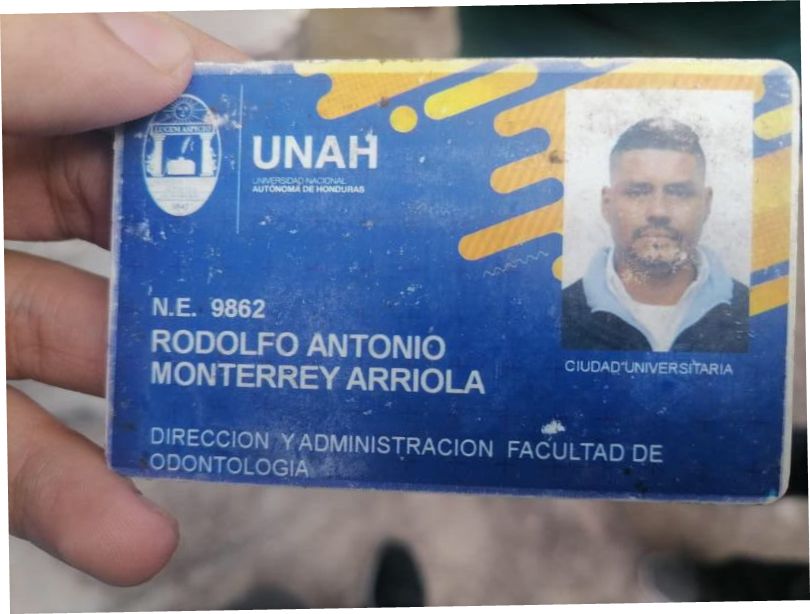 LUCEM ASPICIO
UNAH
UNIVERSIDAD NACIONAL
AUTÓNOMA DE HONDURAS
N.E. 9862
RODOLFO ANTONIO
MONTERREY ARRIOLA
CIUDAD UNIVERSITARIA
DIRECCION Y ADMINISTRACION FACULTAD DE
ODONTOLOGIA